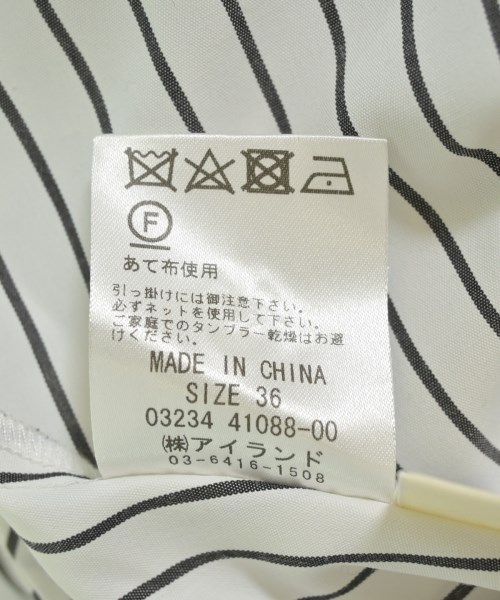 F
あて布使用
引っ掛けには御注意下さい。
必ずネットを使用して下さい。
ご家庭でのタンブラー乾燥はお避
けください。
MADE IN CHINA
SIZE 36
03234 41088-00
(株)アイランド
03-6416-1508